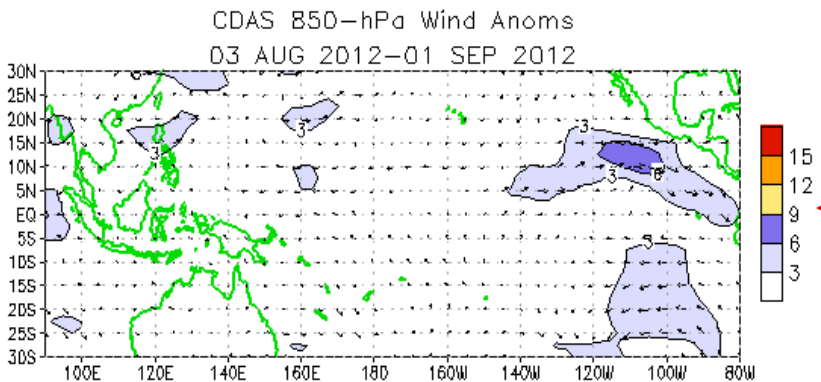 CDAS 850-hPa Wind Anoms
03 AUG 2012-01 SEP 2012
30N
25N
20N
15N
10N
5N
EQ
5S
10S
15S
20S
25S
30S
100E 120E 140E 160E 180 160W 140W 120W 100W 80W
3
3
3
3
6
3
15
12
9
6
3